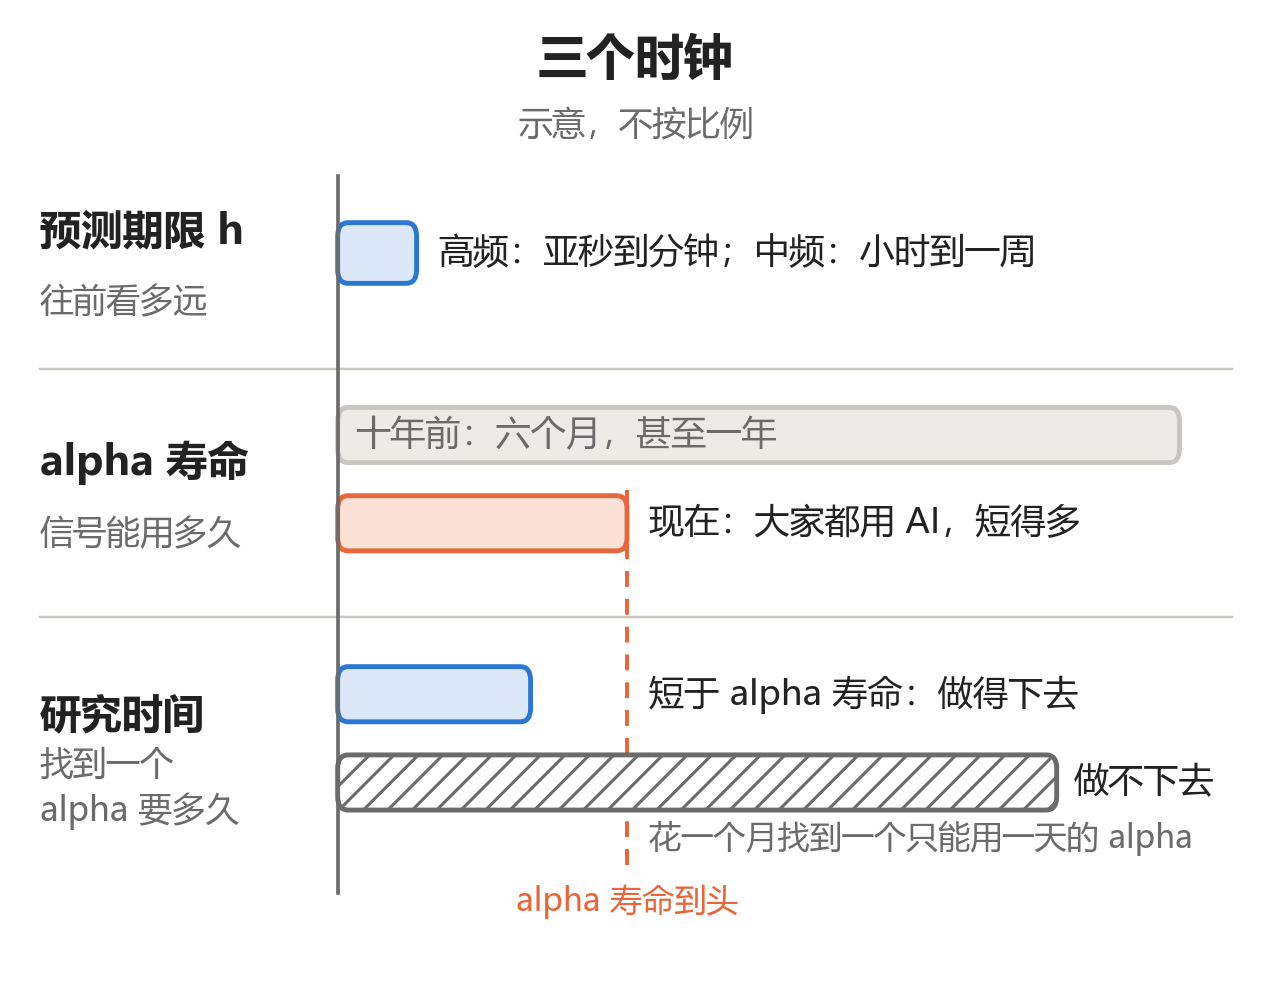 三个时钟
示意，不按比例
预测期限 h
往前看多远
高频：亚秒到分钟；中频：小时到一周
alpha 寿命
信号能用多久
十年前：六个月，甚至一年
现在：大家都用 AI，短得多
研究时间
找到一个
alpha 要多久
短于 alpha 寿命：做得下去
做不下去
花一个月找到一个只能用一天的 alpha
alpha 寿命到头